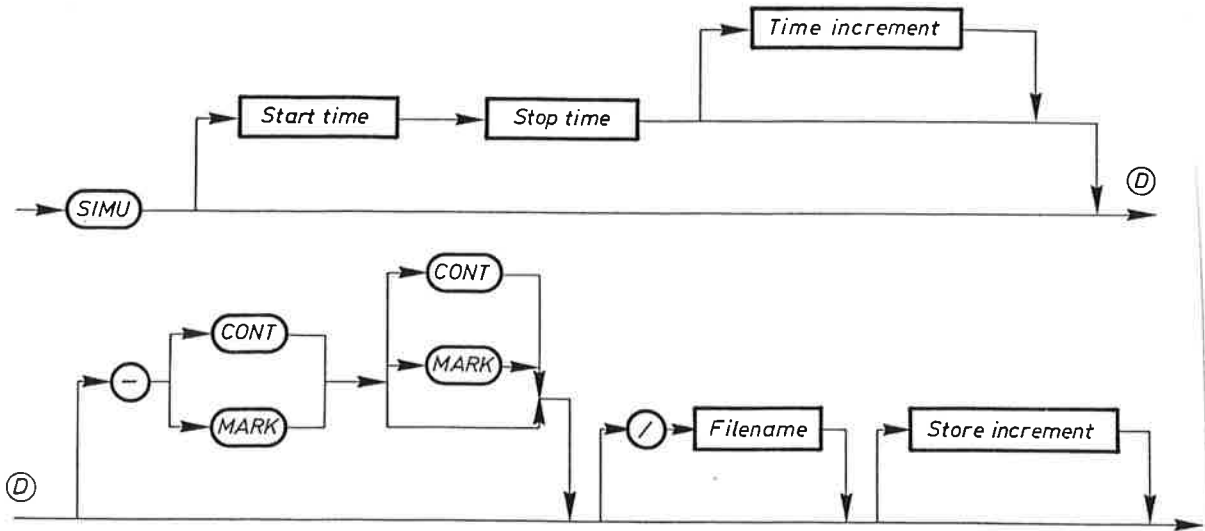 Time increment
Start time Stop time
D
SIMU
CONT
CONT
MARK
-
MARK
/ Filename Store increment
D